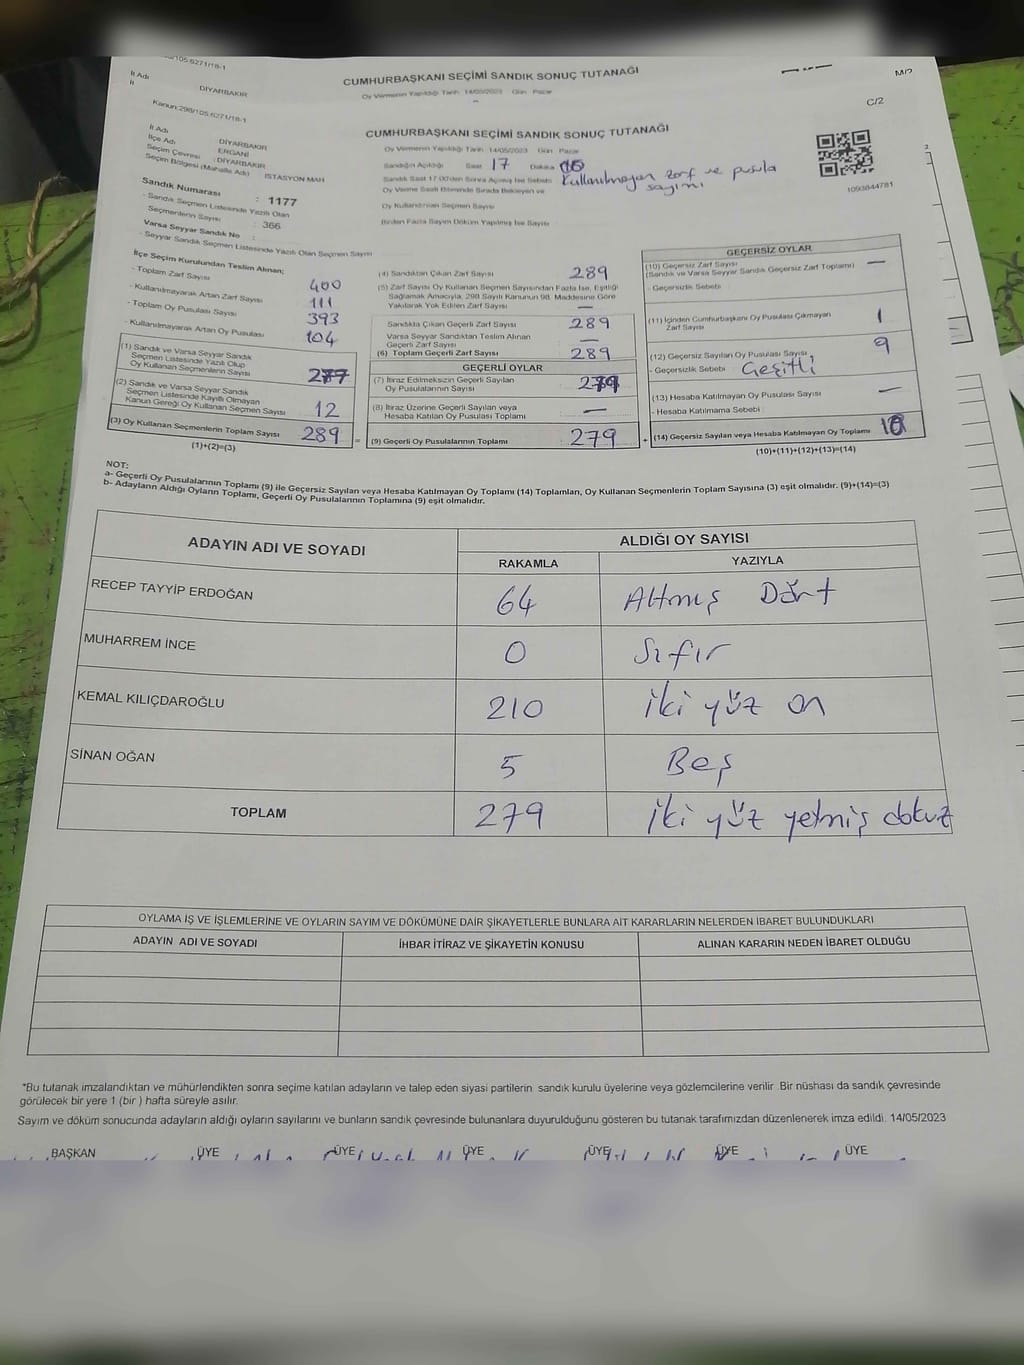 /105.6271/18-1
İl Adı
DİYARBAKIR
CUMHURBAŞKANI SEÇİMİ SANDIK SONUÇ TUTANAĞI
Oy Vermenin Yapıldığı Tarih 14/05/2023 Gün Pazar
Kanun:298/105.6271/18-1
C/2
CUMHURBAŞKANI SEÇİMİ SANDIK SONUÇ TUTANAĞI
İl Adı DİYARBAKIR
İlçe Adı ERGANİ
Seçim Çevresi : DİYARBAKIR
Seçim Bölgesi (Mahalle Adı) İSTASYON MAH
Oy Vermenin Yapıldığı Tarih: 14/05/2023 Gün Pazar
Sandığın Açıldığı Saat 17 Dakika
Sandık Saat 17:00'den Sonra Açılmış İse Sebebi Kullanılmayan zarf ve pusula sayımı
Oy Verme Saati Bitiminde Sırada Bekleyen ve
Oy Kullandırılan Seçmen Sayısı
Birden Fazla Sayım Döküm Yapılmış İse Sayısı
1093844781
Sandık Numarası : 1177
- Sandık Seçmen Listesinde Yazılı Olan
Seçmenlerin Sayısı : 366
Varsa Seyyar Sandık No :
- Seyyar Sandık Seçmen Listesinde Yazılı Olan Seçmen Sayısı
İlçe Seçim Kurulundan Teslim Alınan;
- Toplam Zarf Sayısı 400
- Kullanılmayarak Artan Zarf Sayısı 111
- Toplam Oy Pusulası Sayısı 393
- Kullanılmayarak Artan Oy Pusulası 104
(1) Sandık ve Varsa Seyyar Sandık
Seçmen Listesinde Yazılı Olup
Oy Kullanan Seçmenlerin Sayısı 277
(2) Sandık ve Varsa Seyyar Sandık
Seçmen Listesinde Kayıtlı Olmayan
Kanun Gereği Oy Kullanan Seçmen Sayısı 12
(3) Oy Kullanan Seçmenlerin Toplam Sayısı 289
(1)+(2)=(3)
(4) Sandıktan Çıkan Zarf Sayısı 289
(5) Zarf Sayısı Oy Kullanan Seçmen Sayısından Fazla İse, Eşitliği
Sağlamak Amacıyla, 298 Sayılı Kanunun 98. Maddesine Göre
Yakılarak Yok Edilen Zarf Sayısı —
Sandıkta Çıkan Geçerli Zarf Sayısı 289
Varsa Seyyar Sandıktan Teslim Alınan
Geçerli Zarf Sayısı —
(6) Toplam Geçerli Zarf Sayısı 289
GEÇERLİ OYLAR
(7) İtiraz Edilmeksizin Geçerli Sayılan
Oy Pusulalarının Sayısı 279
(8) İtiraz Üzerine Geçerli Sayılan veya
Hesaba Katılan Oy Pusulası Toplamı —
(9) Geçerli Oy Pusulalarının Toplamı 279
GEÇERSİZ OYLAR
(10) Geçersiz Zarf Sayısı —
(Sandık ve Varsa Seyyar Sandık Geçersiz Zarf Toplamı)
- Geçersizlik Sebebi :
(11) İçinden Cumhurbaşkanı Oy Pusulası Çıkmayan
Zarf Sayısı 1
(12) Geçersiz Sayılan Oy Pusulası Sayısı 9
- Geçersizlik Sebebi : Çeşitli
(13) Hesaba Katılmayan Oy Pusulası Sayısı —
- Hesaba Katılmama Sebebi :
(14) Geçersiz Sayılan veya Hesaba Katılmayan Oy Toplamı 10
(10)+(11)+(12)+(13)=(14)
NOT:
a- Geçerli Oy Pusulalarının Toplamı (9) ile Geçersiz Sayılan veya Hesaba Katılmayan Oy Toplamı (14) Toplamları, Oy Kullanan Seçmenlerin Toplam Sayısına (3) eşit olmalıdır. (9)+(14)=(3)
b- Adayların Aldığı Oyların Toplamı, Geçerli Oy Pusulalarının Toplamına (9) eşit olmalıdır.
ADAYIN ADI VE SOYADI
ALDIĞI OY SAYISI
RAKAMLA YAZIYLA
RECEP TAYYİP ERDOĞAN 64 Altmış Dört
MUHARREM İNCE 0 Sıfır
KEMAL KILIÇDAROĞLU 210 iki yüz on
SİNAN OĞAN 5 Beş
TOPLAM 279 iki yüz yetmiş dokuz
OYLAMA İŞ VE İŞLEMLERİNE VE OYLARIN SAYIM VE DÖKÜMÜNE DAİR ŞİKAYETLERLE BUNLARA AİT KARARLARIN NELERDEN İBARET BULUNDUKLARI
ADAYIN ADI VE SOYADI İHBAR İTİRAZ VE ŞİKAYETİN KONUSU ALINAN KARARIN NEDEN İBARET OLDUĞU
*Bu tutanak imzalandıktan ve mühürlendikten sonra seçime katılan adayların ve talep eden siyasi partilerin sandık kurulu üyelerine veya gözlemcilerine verilir. Bir nüshası da sandık çevresinde
görülecek bir yere 1 (bir ) hafta süreyle asılır.
Sayım ve döküm sonucunda adayların aldığı oyların sayılarını ve bunların sandık çevresinde bulunanlara duyurulduğunu gösteren bu tutanak tarafımızdan düzenlenerek imza edildi. 14/05/2023
BAŞKAN ÜYE ÜYE ÜYE ÜYE ÜYE ÜYE